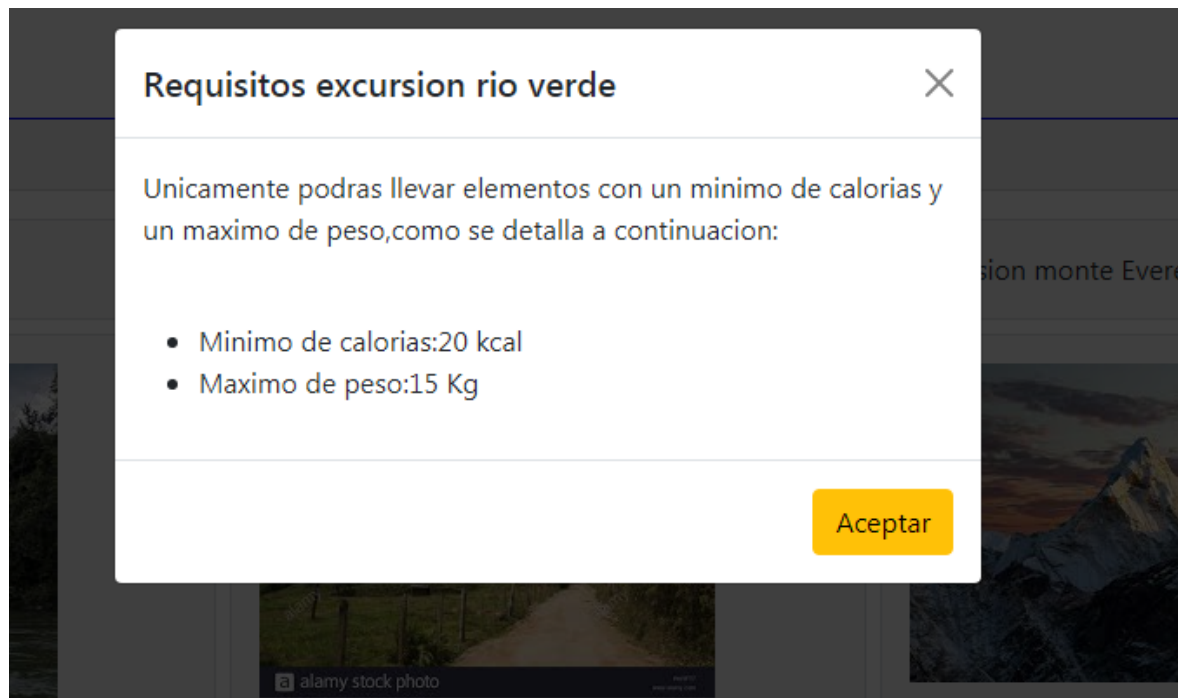 Requisitos excursion rio verde
Unicamente podras llevar elementos con un minimo de calorias y
un maximo de peso,como se detalla a continuacion:
sion monte Evere
Minimo de calorias:20 kcal
Maximo de peso:15 Kg
Aceptar
alamy
a alamy stock photo